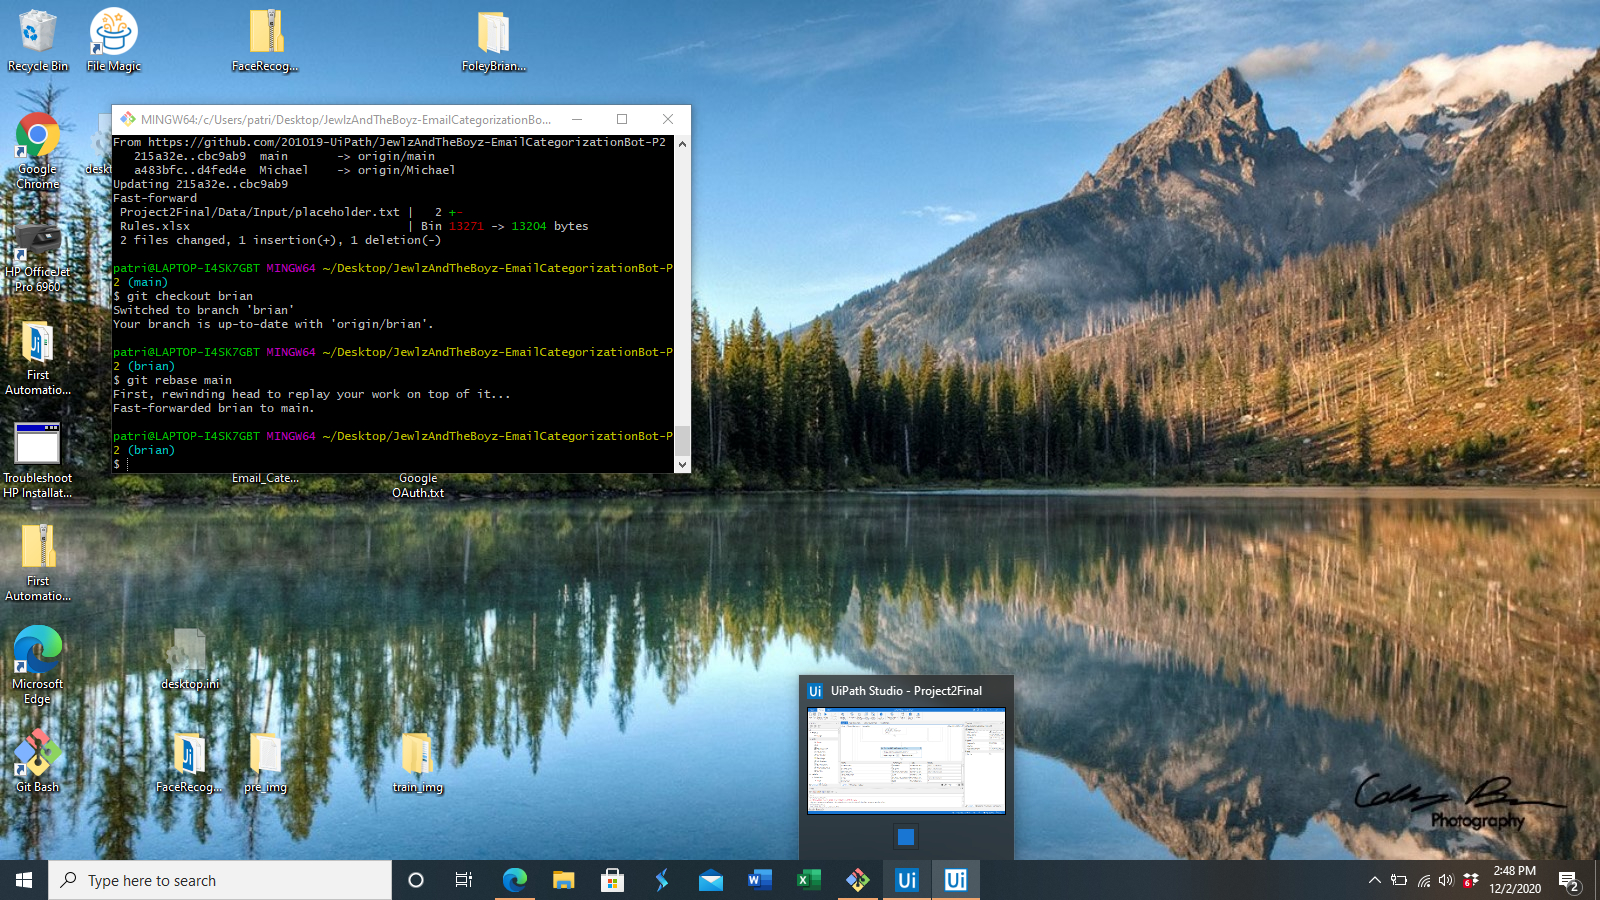 Recycle Bin
File Magic
FaceRecog...
FoleyBrian...
Google
Chrome
deskt
HP OfficeJet
Pro 6960
First
Automatio...
Troubleshoot
HP Installat...
First
Automatio...
Microsoft
Edge
Git Bash
MINGW64:/c/Users/patri/Desktop/JewlzAndTheBoyz-EmailCategorizationBo...
From https://github.com/201019-UiPath/JewlzAndTheBoyz-EmailCategorizationBot-P2
215a32e..cbc9ab9 main -> origin/main
a483bfc..d4fed4e Michael -> origin/Michael
Updating 215a32e..cbc9ab9
Fast-forward
Project2Final/Data/Input/placeholder.txt | 2 +-
Rules.xlsx | Bin 13271 -> 13204 bytes
2 files changed, 1 insertion(+), 1 deletion(-)
patri@LAPTOP-I4SK7GBT MINGW64 ~/Desktop/JewlzAndTheBoyz-EmailCategorizationBot-P
2 (main)
$ git checkout brian
Switched to branch 'brian'
Your branch is up-to-date with 'origin/brian'.
patri@LAPTOP-I4SK7GBT MINGW64 ~/Desktop/JewlzAndTheBoyz-EmailCategorizationBot-P
2 (brian)
$ git rebase main
First, rewinding head to replay your work on top of it...
Fast-forwarded brian to main.
patri@LAPTOP-I4SK7GBT MINGW64 ~/Desktop/JewlzAndTheBoyz-EmailCategorizationBot-P
2 (brian)
$
Email_Cate...
Google
OAuth.txt
desktop.ini
FaceRecog...
pre_img
train_img
Ui UiPath Studio - Project2Final
Photography
Type here to search
W
X
Ui
Ui
6
2:48 PM
12/2/2020
2